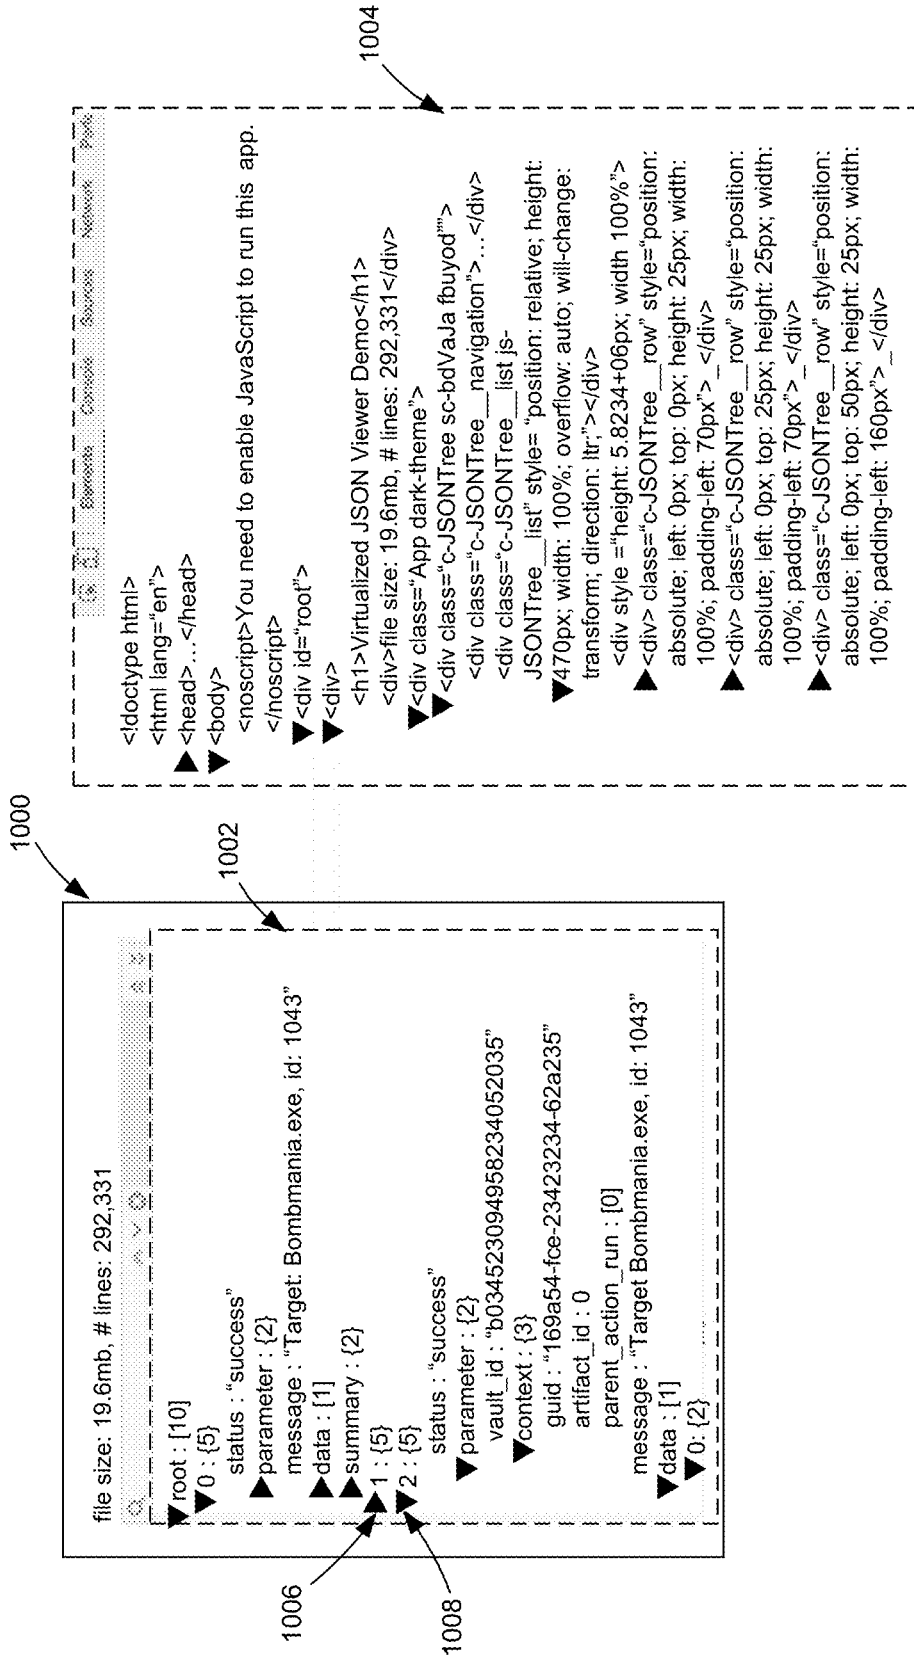 1000
file size: 19.6mb, # lines: 292,331
1002
root : [10]
0 : {5}
status : “success”
parameter : {2}
message : “Target: Bombmania.exe, id: 1043”
data : [1]
summary : {2}
1006
1 : {5}
1008
2 : {5}
status : “success”
parameter : {2}
vault_id : “b03452309495823405​2035”
context : {3}
guid : “169a54-fce-23423234-62a235”
artifact_id : 0
parent_action_run : [0]
message : “Target Bombmania.exe, id: 1043”
data : [1]
0: {2}
1004
Elements Console Sources Network
<!doctype html>
<html lang=“en”>
<head>...</head>
<body>
<noscript>You need to enable JavaScript to run this app.
</noscript>
<div id=“root”>
<div>
<h1>Virtualized JSON Viewer Demo</h1>
<div>file size: 19.6mb, # lines: 292,331</div>
<div class=“App dark-theme”>
<div class=“c-JSONTree sc-bdVaJa fbuyod””>
<div class=“c-JSONTree__navigation”>...</div>
<div class=“c-JSONTree__list js-
JSONTree__list” style= “position: relative; height:
470px; width: 100%; overflow: auto; will-change:
transform; direction: ltr;”></div>
<div style =“height: 5.8234+06px; width 100%”>
<div> class=“c-JSONTree__row” style=“position:
absolute; left: 0px; top: 0px; height: 25px; width:
100%; padding-left: 70px”>_</div>
<div> class=“c-JSONTree__row” style=“position:
absolute; left: 0px; top: 25px; height: 25px; width:
100%; padding-left: 70px”>_</div>
<div> class=“c-JSONTree__row” style=“position:
absolute; left: 0px; top: 50px; height: 25px; width:
100%; padding-left: 160px”>_</div>